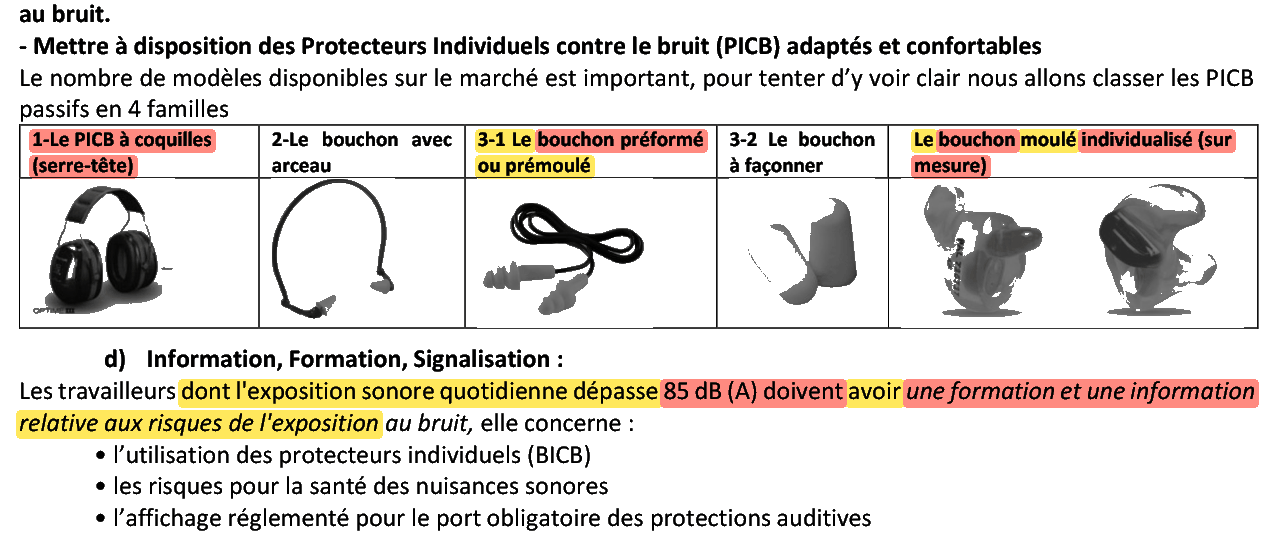 au bruit.
- Mettre à disposition des Protecteurs Individuels contre le bruit (PICB) adaptés et confortables
Le nombre de modèles disponibles sur le marché est important, pour tenter d’y voir clair nous allons classer les PICB
passifs en 4 familles
1-Le PICB à coquilles
(serre-tête)
2-Le bouchon avec
arceau
3-1 Le bouchon préformé
ou prémoulé
3-2 Le bouchon
à façonner
Le bouchon moulé individualisé (sur
mesure)
d) Information, Formation, Signalisation :
Les travailleurs dont l'exposition sonore quotidienne dépasse 85 dB (A) doivent avoir une formation et une information
relative aux risques de l'exposition au bruit, elle concerne :
• l’utilisation des protecteurs individuels (BICB)
• les risques pour la santé des nuisances sonores
• l’affichage réglementé pour le port obligatoire des protections auditives